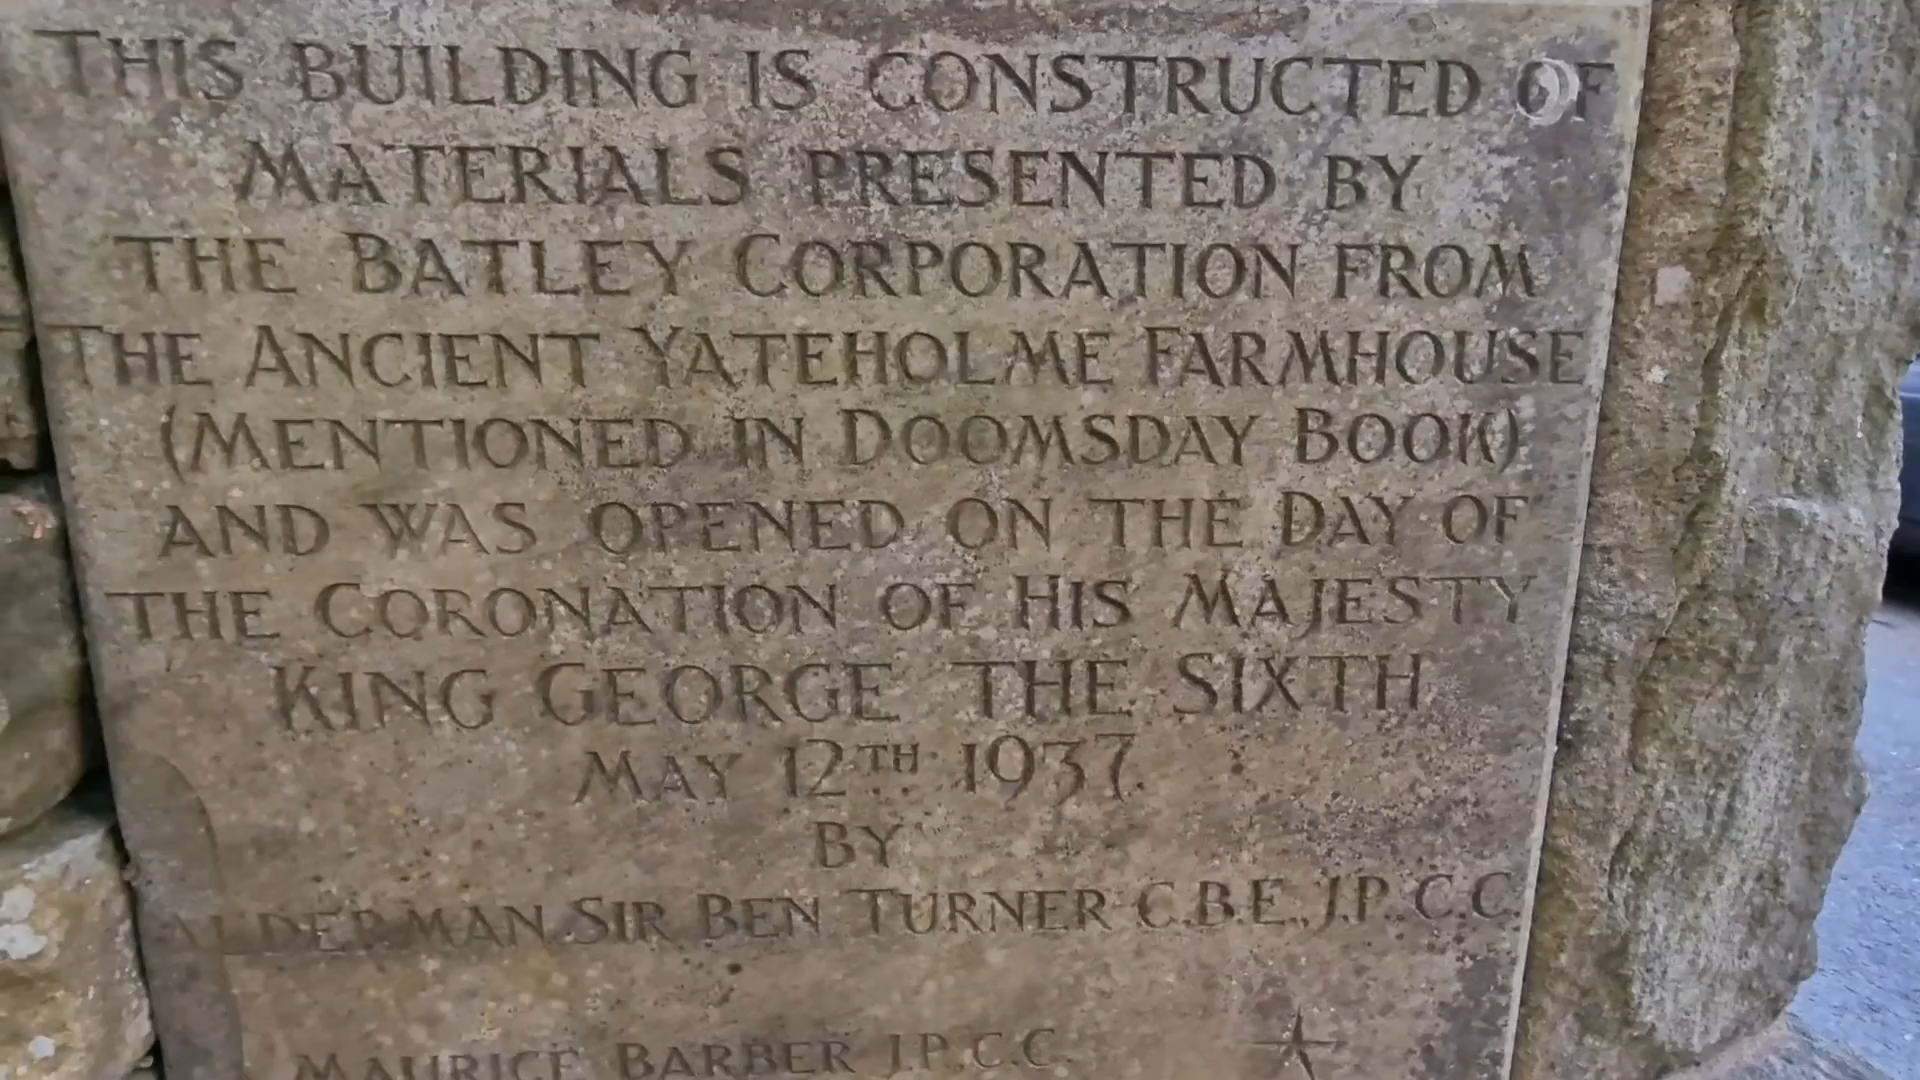 THIS BUILDING IS CONSTRUCTED OF
MATERIALS PRESENTED BY
THE BATLEY CORPORATION FROM
THE ANCIENT YATEHOLME FARMHOUSE
(MENTIONED IN DOOMSDAY BOOK)
AND WAS OPENED ON THE DAY OF
THE CORONATION OF HIS MAJESTY
KING GEORGE THE SIXTH
MAY 12TH 1937.
BY
ALDERMAN SIR BEN TURNER C.B.E., J.P. C.C.
MAURICE BARBER J.P. C.C.